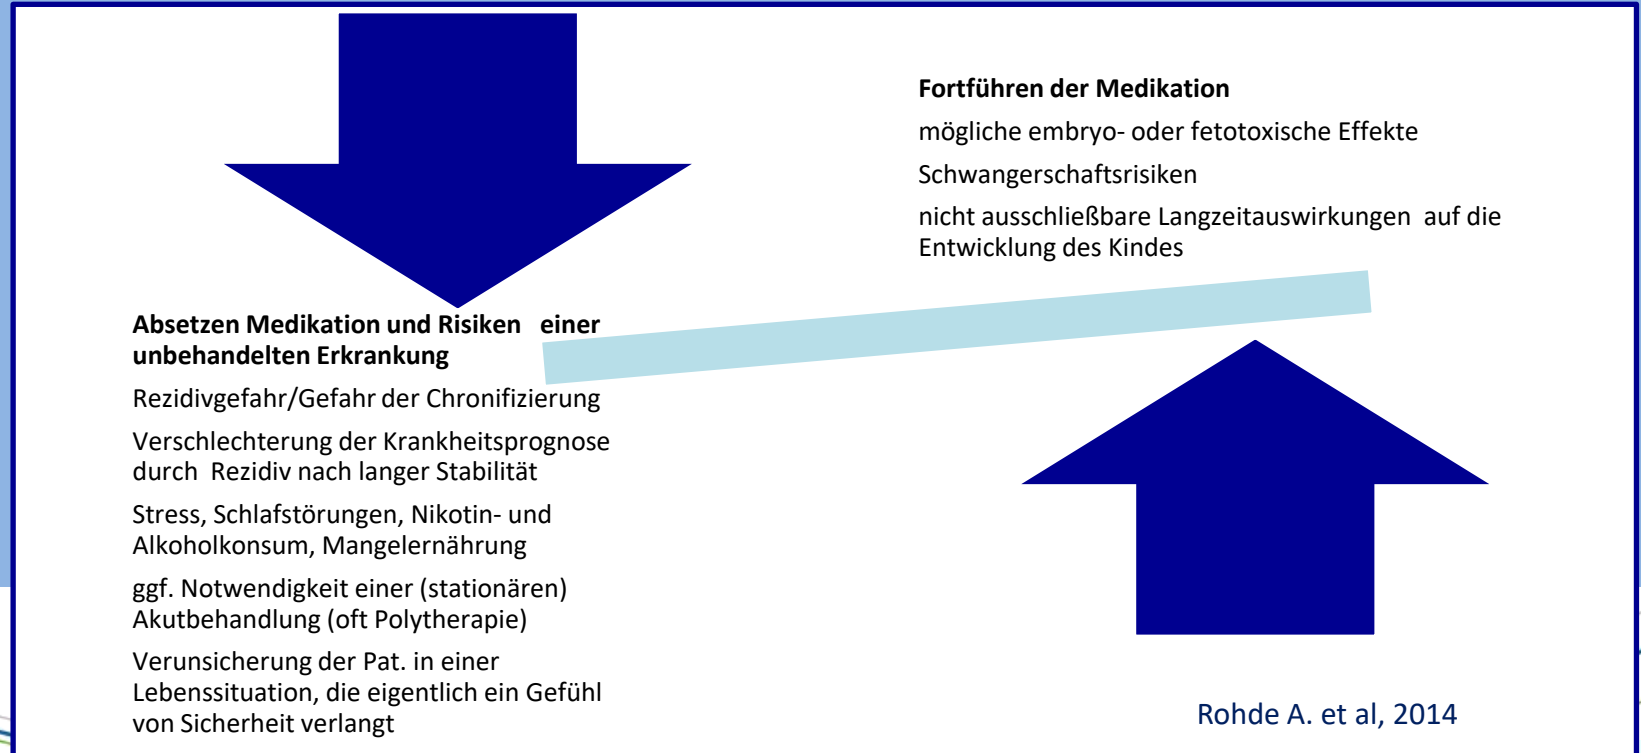 Fortführen der Medikation
mögliche embryo- oder fetotoxische Effekte
Schwangerschaftsrisiken
nicht ausschließbare Langzeitauswirkungen auf die
Entwicklung des Kindes
Absetzen Medikation und Risiken einer
unbehandelten Erkrankung
Rezidivgefahr/Gefahr der Chronifizierung
Verschlechterung der Krankheitsprognose
durch Rezidiv nach langer Stabilität
Stress, Schlafstörungen, Nikotin- und
Alkoholkonsum, Mangelernährung
ggf. Notwendigkeit einer (stationären)
Akutbehandlung (oft Polytherapie)
Verunsicherung der Pat. in einer
Lebenssituation, die eigentlich ein Gefühl
von Sicherheit verlangt
Rohde A. et al, 2014